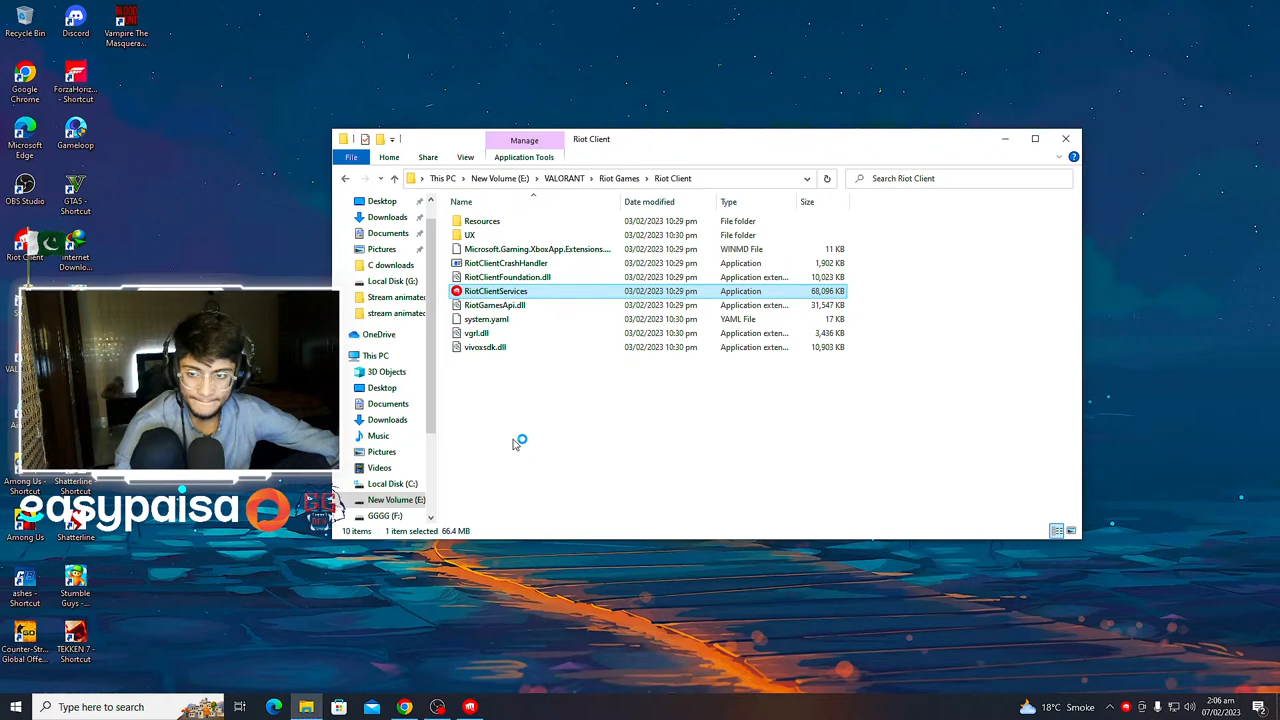 Recycle Bin
Discord
Vampire The
Masquera...
Google
Chrome
ForzaHoriz...
- Shortcut
Microsoft
Edge
Gameloop
OBS Studio
GTA5 -
Shortcut
Riot Client
Internet
Downlo...
Among Us -
Shortcut
Shatterline -
Shortcut
easypaisa
Among Us
Shatterline
ashes -
Shortcut
Stumble
Guys -...
Counter-Str...
Global Offe...
TEKKEN 7 -
Shortcut
Manage
Riot Client
File
Home
Share
View
Application Tools
This PC > New Volume (E:) > VALORANT > Riot Games > Riot Client
Search Riot Client
Desktop
Downloads
Documents
Pictures
C downloads
Local Disk (G:)
Stream animated
stream animated
OneDrive
This PC
3D Objects
Desktop
Documents
Downloads
Music
Pictures
Videos
Local Disk (C:)
New Volume (E:)
GGGG (F:)
Name Date modified Type Size
Resources 03/02/2023 10:29 pm File folder
UX 03/02/2023 10:29 pm File folder
Microsoft.Gaming.XboxApp.Extensions.... 03/02/2023 10:29 pm WINMD File 11 KB
RiotClientCrashHandler 03/02/2023 10:29 pm Application 1,902 KB
RiotClientFoundation.dll 03/02/2023 10:30 pm Application exten... 10,023 KB
RiotClientServices 03/02/2023 10:29 pm Application 68,096 KB
RiotGamesApi.dll 03/02/2023 10:29 pm Application exten... 31,547 KB
system.yaml 03/02/2023 10:30 pm YAML File 17 KB
vgrl.dll 03/02/2023 10:30 pm Application exten... 3,436 KB
vivoxsdk.dll 03/02/2023 10:30 pm Application exten... 10,903 KB
10 items 1 item selected 66.4 MB
Type here to search
18°C Smoke
2:06 am
07/02/2023
2